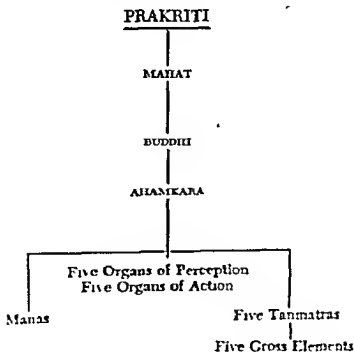 PRAKRITI
MAHAT
BUDDHI
AHAMKARA
Five Organs of Perception
Five Organs of Action
Manas
Five Tanmatras
Five Gross Elements